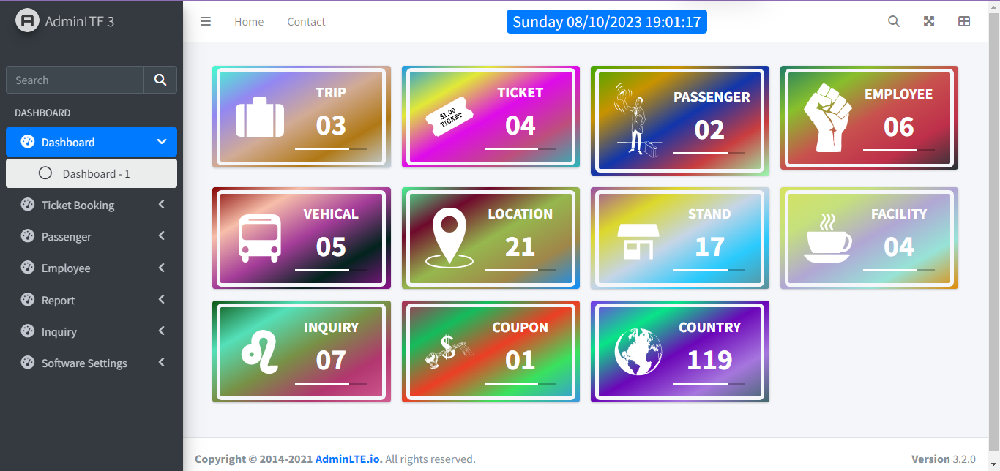 AdminLTE 3
Home
Contact
Sunday 08/10/2023 19:01:17
Search
DASHBOARD
Dashboard
Dashboard - 1
Ticket Booking
Passenger
Employee
Report
Inquiry
Software Settings
TRIP
03
$1.00
TICKET
TICKET
04
PASSENGER
02
EMPLOYEE
06
VEHICAL
05
LOCATION
21
STAND
17
FACILITY
04
INQUIRY
07
$
COUPON
01
COUNTRY
119
Copyright © 2014-2021 AdminLTE.io. All rights reserved.
Version 3.2.0